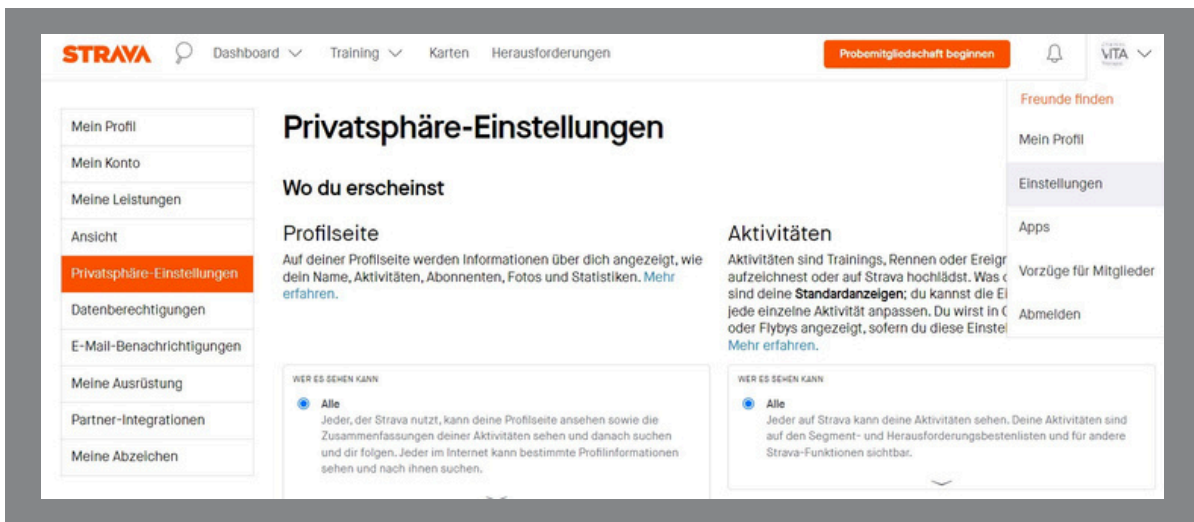 STRAVA Dashboard Training Karten Herausforderungen Probemitgliedschaft beginnen VITA
Freunde finden
Mein Profil
Einstellungen
Apps
Vorzüge für Mitglieder
Abmelden
Mein Profil
Mein Konto
Meine Leistungen
Ansicht
Privatsphäre-Einstellungen
Datenberechtigungen
E-Mail-Benachrichtigungen
Meine Ausrüstung
Partner-Integrationen
Meine Abzeichen
Privatsphäre-Einstellungen
Wo du erscheinst
Profilseite
Auf deiner Profilseite werden Informationen über dich angezeigt, wie
dein Name, Aktivitäten, Abonnenten, Fotos und Statistiken. Mehr
erfahren.
WER ES SEHEN KANN
Alle
Jeder, der Strava nutzt, kann deine Profilseite ansehen sowie die
Zusammenfassungen deiner Aktivitäten sehen und danach suchen
und dir folgen. Jeder im Internet kann bestimmte Profilinformationen
sehen und nach ihnen suchen.
Aktivitäten
Aktivitäten sind Trainings, Rennen oder Ereign
aufzeichnest oder auf Strava hochlädst. Was
sind deine Standardanzeigen; du kannst die Ei
jede einzelne Aktivität anpassen. Du wirst in
oder Flybys angezeigt, sofern du diese Einstel
Mehr erfahren.
WER ES SEHEN KANN
Alle
Jeder auf Strava kann deine Aktivitäten sehen. Deine Aktivitäten sind
auf den Segment- und Herausforderungsbestenlisten und für andere
Strava-Funktionen sichtbar.